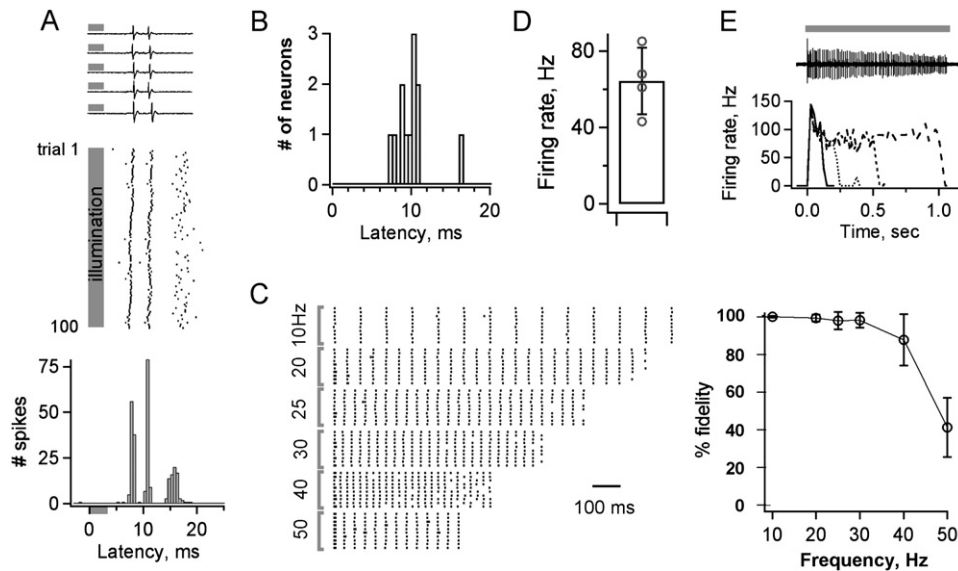 A
trial 1
illumination
100
# spikes
75
50
25
0
0
10
20
Latency, ms
B
# of neurons
3
2
1
0
0
10
20
Latency, ms
D
Firing rate, Hz
80
60
40
0
E
Firing rate, Hz
150
100
50
0
0.0
0.5
1.0
Time, sec
C
10Hz
20
25
30
40
50
100 ms
% fidelity
100
80
60
40
20
0
10
20
30
40
50
Frequency, Hz